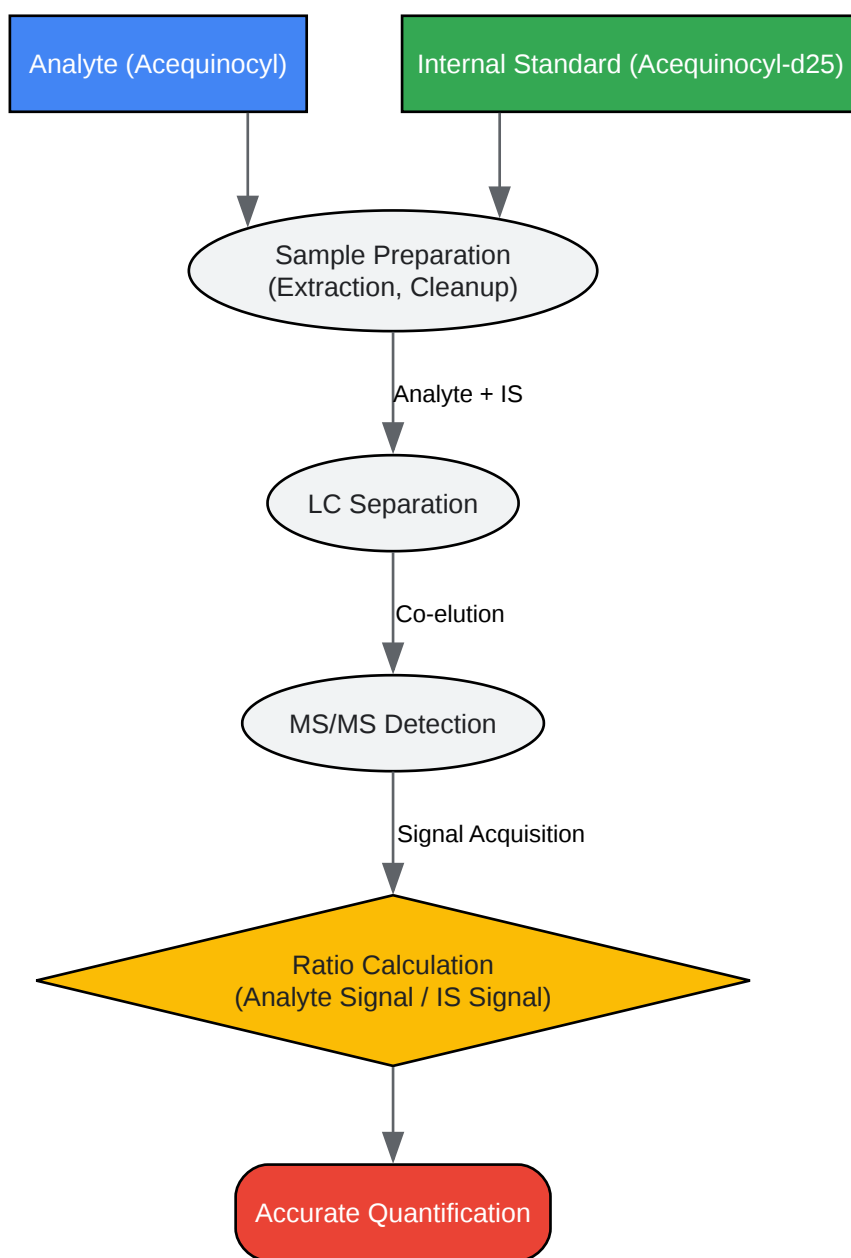 Analyte (Acequinocyl)
Internal Standard (Acequinocyl-d25)
Sample Preparation
(Extraction, Cleanup)
Analyte + IS
LC Separation
Co-elution
MS/MS Detection
Signal Acquisition
Ratio Calculation
(Analyte Signal / IS Signal)
Accurate Quantification